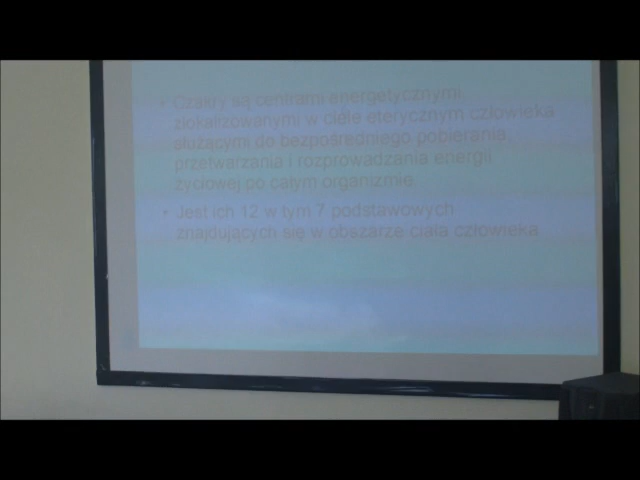 Czakry są centrami energetycznymi,
zlokalizowanymi w ciele eterycznym człowieka
służącymi do bezpośredniego pobierania,
przetwarzania i rozprowadzania energii
życiowej po całym organizmie.
Jest ich 12 w tym 7 podstawowych
znajdujących się w obszarze ciała człowieka